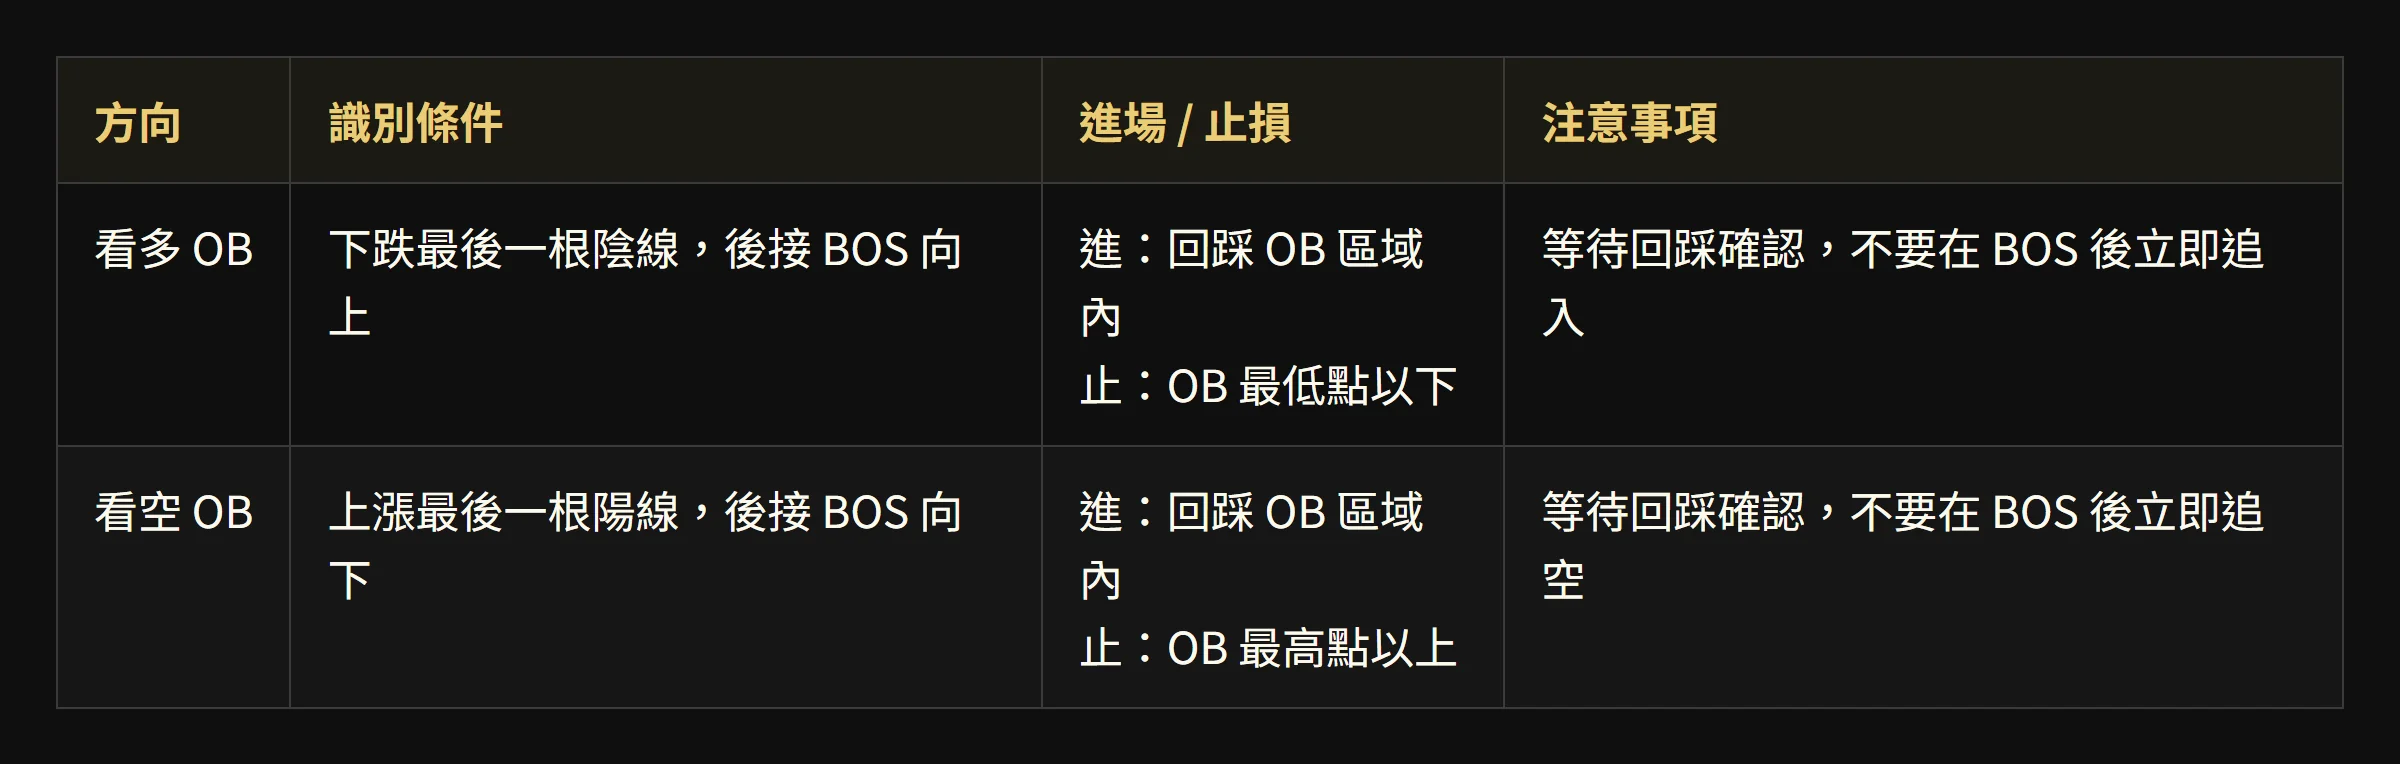 方向
識別條件
進場 / 止損
注意事項
看多 OB
下跌最後一根陰線，後接 BOS 向
上
進：回踩 OB 區域
內
止：OB 最低點以下
等待回踩確認，不要在 BOS 後立即追
入
看空 OB
上漲最後一根陽線，後接 BOS 向
下
進：回踩 OB 區域
內
止：OB 最高點以上
等待回踩確認，不要在 BOS 後立即追
空